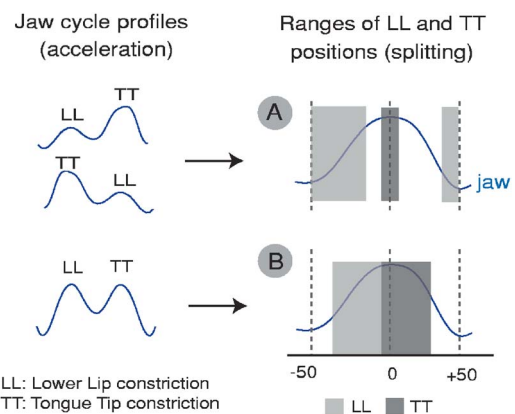 Jaw cycle profiles
(acceleration)
Ranges of LL and TT
positions (splitting)
LL
TT
TT
LL
A
jaw
LL
TT
B
-50
0
+50
LL: Lower Lip constriction
TT: Tongue Tip constriction
LL
TT